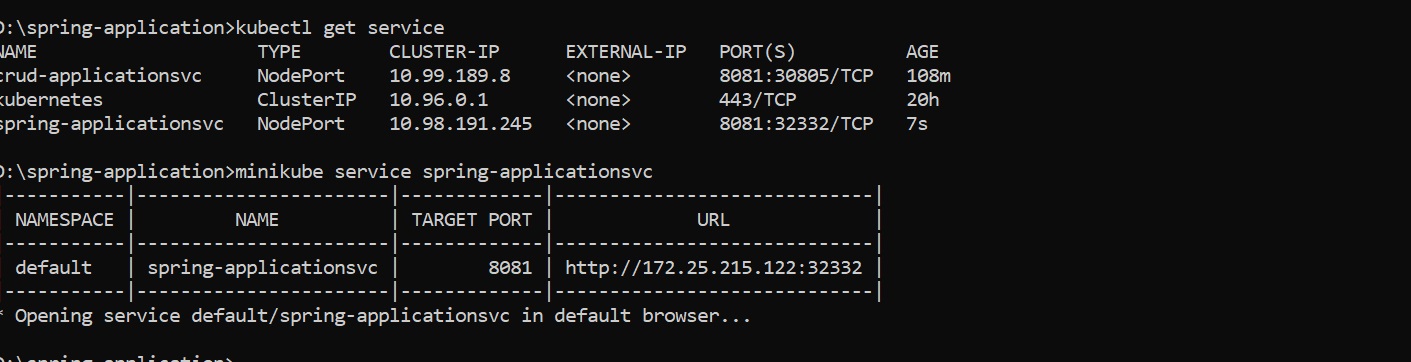 D:\spring-application>kubectl get service
NAME TYPE CLUSTER-IP EXTERNAL-IP PORT(S) AGE
crud-applicationsvc NodePort 10.99.189.8 <none> 8081:30805/TCP 108m
kubernetes ClusterIP 10.96.0.1 <none> 443/TCP 20h
spring-applicationsvc NodePort 10.98.191.245 <none> 8081:32332/TCP 7s
D:\spring-application>minikube service spring-applicationsvc
|-----------|-----------------------|-------------|-----------------------------|
| NAMESPACE | NAME | TARGET PORT | URL |
|-----------|-----------------------|-------------|-----------------------------|
| default | spring-applicationsvc | 8081 | http://172.25.215.122:32332 |
|-----------|-----------------------|-------------|-----------------------------|
* Opening service default/spring-applicationsvc in default browser...
D:\spring-application>